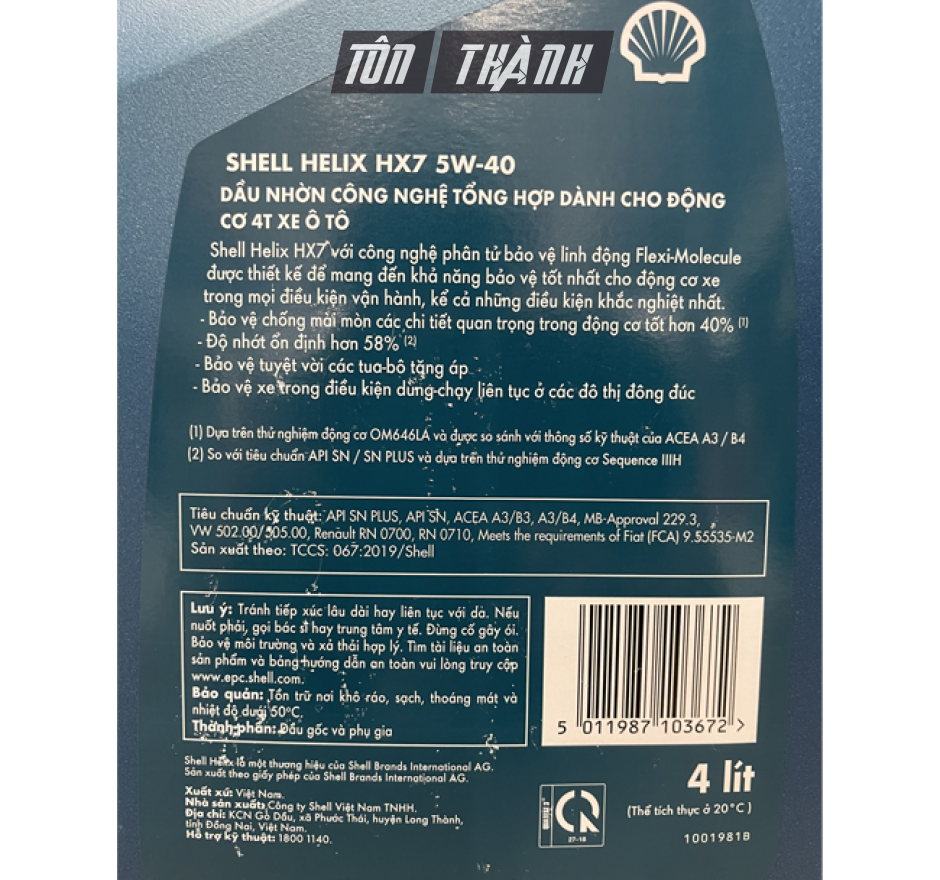 TÔN THÀNH
SHELL HELIX HX7 5W-40
DẦU NHỜN CÔNG NGHỆ TỔNG HỢP DÀNH CHO ĐỘNG
CƠ 4T XE Ô TÔ
Shell Helix HX7 với công nghệ phân tử bảo vệ linh động Flexi-Molecule
được thiết kế để mang đến khả năng bảo vệ tốt nhất cho động cơ xe
trong mọi điều kiện vận hành, kể cả những điều kiện khắc nghiệt nhất.
- Bảo vệ chống mài mòn các chi tiết quan trọng trong động cơ tốt hơn 40% (1)
- Độ nhớt ổn định hơn 58% (2)
- Bảo vệ tuyệt vời các tua-bô tăng áp
- Bảo vệ xe trong điều kiện dừng-chạy liên tục ở các đô thị đông đúc
(1) Dựa trên thử nghiệm động cơ OM646LA và được so sánh với thông số kỹ thuật của ACEA A3 / B4
(2) So với tiêu chuẩn API SN / SN PLUS và dựa trên thử nghiệm động cơ Sequence IIIH
Tiêu chuẩn kỹ thuật: API SN PLUS, API SN, ACEA A3/B3, A3/B4, MB-Approval 229.3,
VW 502.00/505.00, Renault RN 0700, RN 0710, Meets the requirements of Fiat (FCA) 9.55535-M2
Sản xuất theo: TCCS: 067:2019/Shell
Lưu ý: Tránh tiếp xúc lâu dài hay liên tục với da. Nếu
nuốt phải, gọi bác sĩ hay trung tâm y tế. Đừng cố gây ói.
Bảo vệ môi trường và xả thải hợp lý. Tìm tài liệu an toàn
sản phẩm và bảng hướng dẫn an toàn vui lòng truy cập
www.epc.shell.com.
Bảo quản: Tồn trữ nơi khô ráo, sạch, thoáng mát và
nhiệt độ dưới 50°C.
Thành phần: Dầu gốc và phụ gia
5 011987 103672 >
Shell Helix là một thương hiệu của Shell Brands International AG.
Sản xuất theo giấy phép của Shell Brands International AG.
Xuất xứ: Việt Nam.
Nhà sản xuất: Công ty Shell Việt Nam TNHH.
Địa chỉ: KCN Gò Dầu, xã Phước Thái, huyện Long Thành,
tỉnh Đồng Nai, Việt Nam.
Hỗ trợ kỹ thuật: 1800 1140.
4 lít
(Thể tích thực ở 20°C)
27-18
1001981B